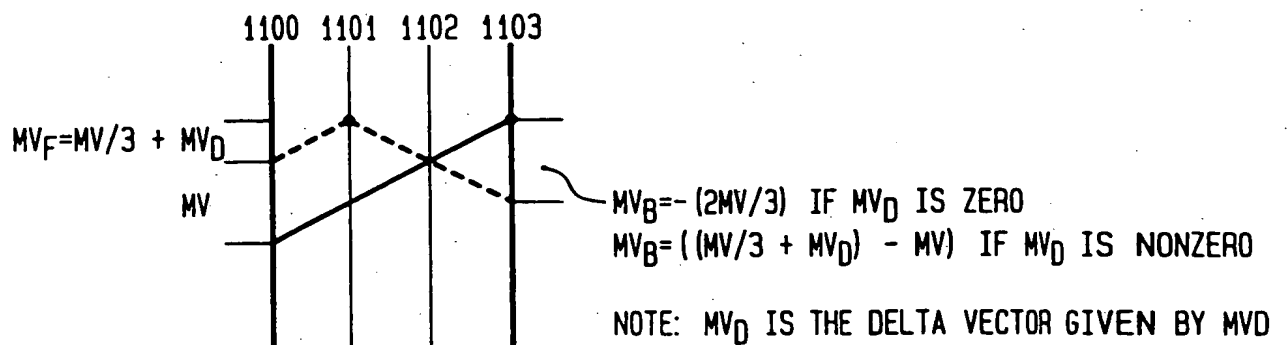 1100 1101 1102 1103
MVF=MV/3 + MVD
MV
MVB=-(2MV/3) IF MVD IS ZERO
MVB=((MV/3 + MVD) - MV) IF MVD IS NONZERO
NOTE: MVD IS THE DELTA VECTOR GIVEN BY MVD